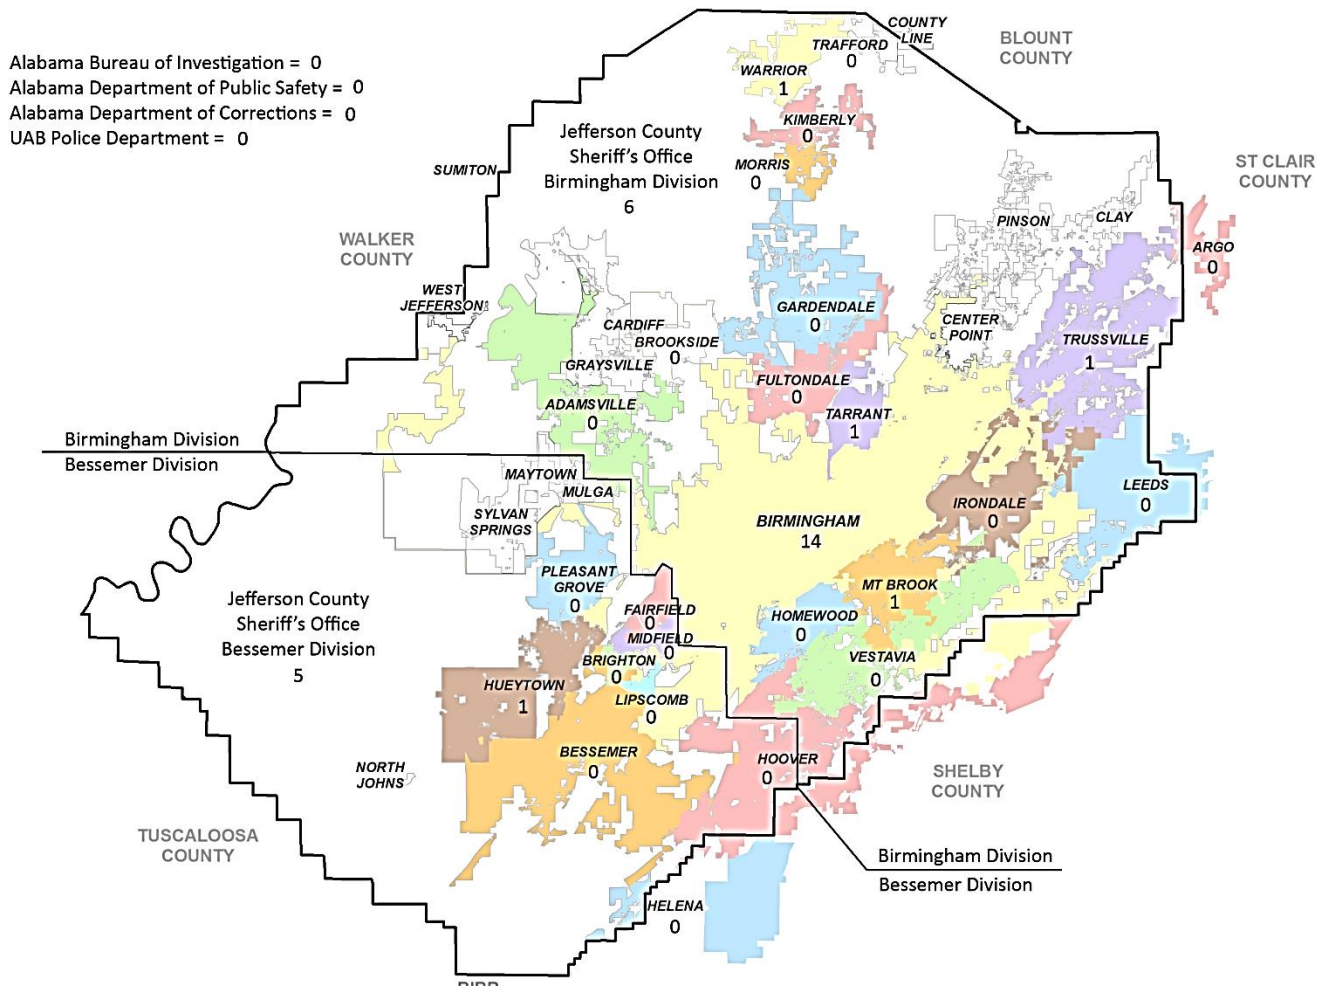 Alabama Bureau of Investigation = 0
Alabama Department of Public Safety = 0
Alabama Department of Corrections = 0
UAB Police Department = 0
COUNTY
LINE
TRAFFORD
0
BLOUNT
COUNTY
WARRIOR
1
KIMBERLY
0
Jefferson County
Sheriff's Office
Birmingham Division
6
MORRIS
0
SUMITON
ST CLAIR
COUNTY
PINSON
CLAY
WALKER
COUNTY
ARGO
0
WEST
JEFFERSON
GARDENDALE
0
CARDIFF
BROOKSIDE
0
CENTER
POINT
TRUSSVILLE
1
GRAYSVILLE
FULTONDALE
0
ADAMSVILLE
0
TARRANT
1
Birmingham Division
Bessemer Division
MAYTOWN
MULGA
LEEDS
0
SYLVAN
SPRINGS
IRONDALE
0
BIRMINGHAM
14
PLEASANT
GROVE
0
MT BROOK
1
Jefferson County
Sheriff's Office
Bessemer Division
5
FAIRFIELD
0
HOMEWOOD
0
MIDFIELD
0
BRIGHTON
0
VESTAVIA
0
HUEYTOWN
1
LIPSCOMB
0
BESSEMER
0
HOOVER
0
NORTH
JOHNS
SHELBY
COUNTY
TUSCALOOSA
COUNTY
Birmingham Division
Bessemer Division
HELENA
0